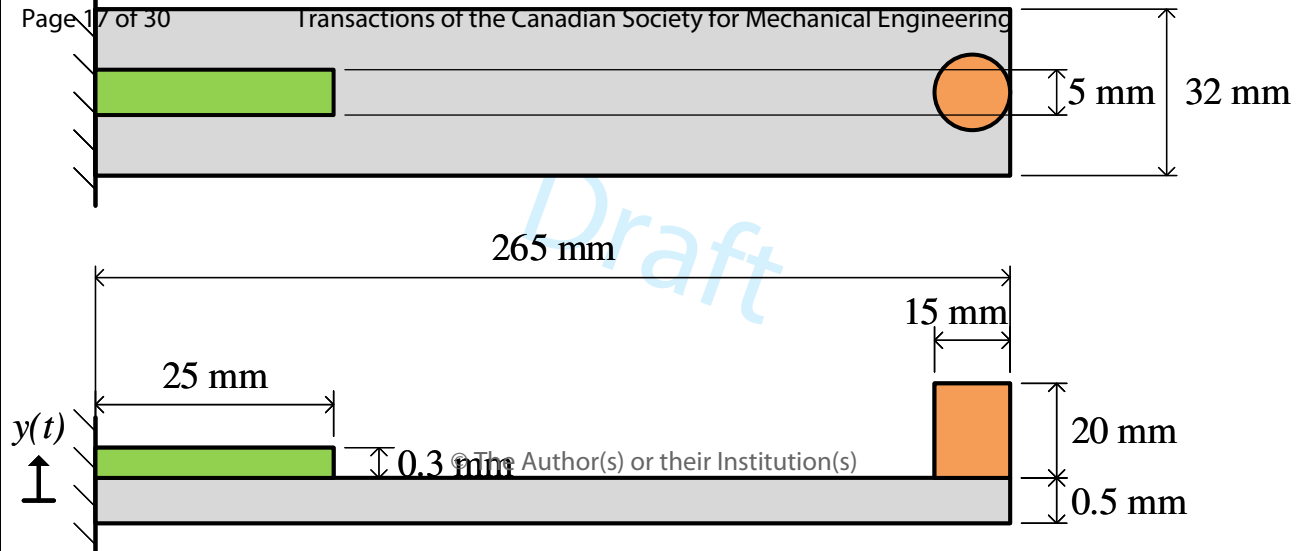 Page 17 of 30
Transactions of the Canadian Society for Mechanical Engineering
5 mm
32 mm
Draft
265 mm
15 mm
25 mm
y(t)
20 mm
0.3 mm
© The Author(s) or their Institution(s)
0.5 mm